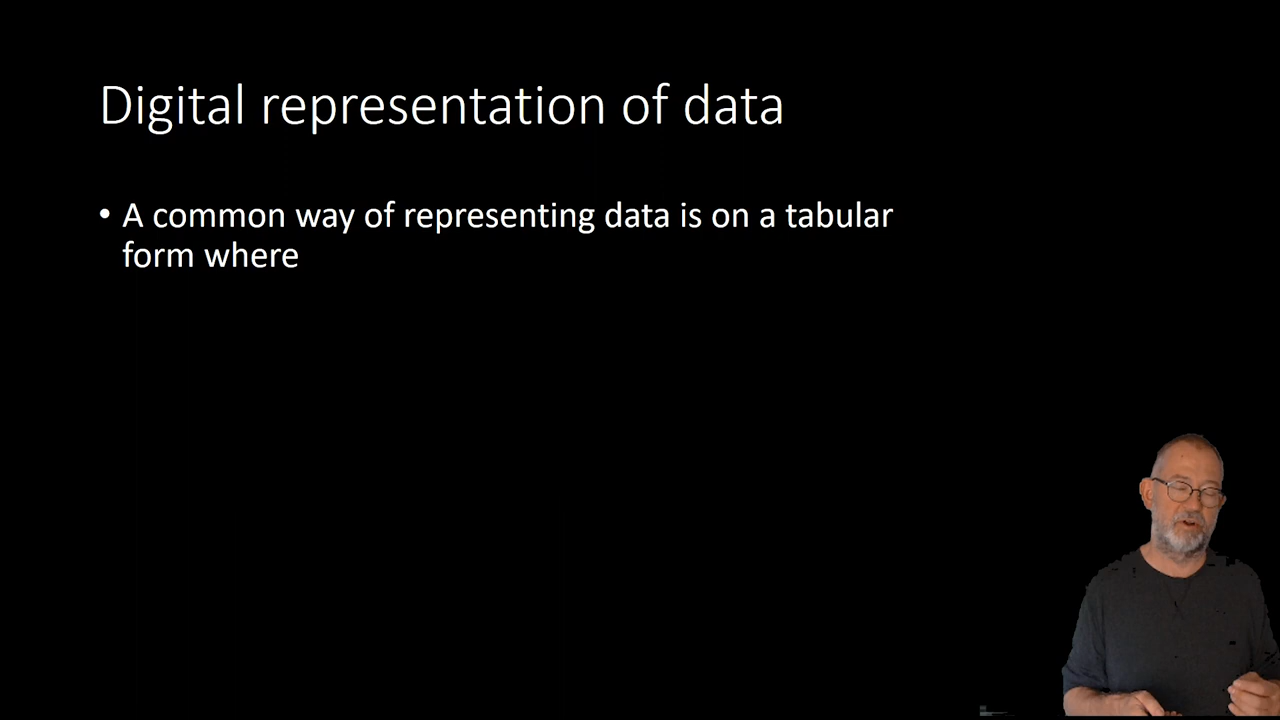 Digital representation of data
• A common way of representing data is on a tabular
form where